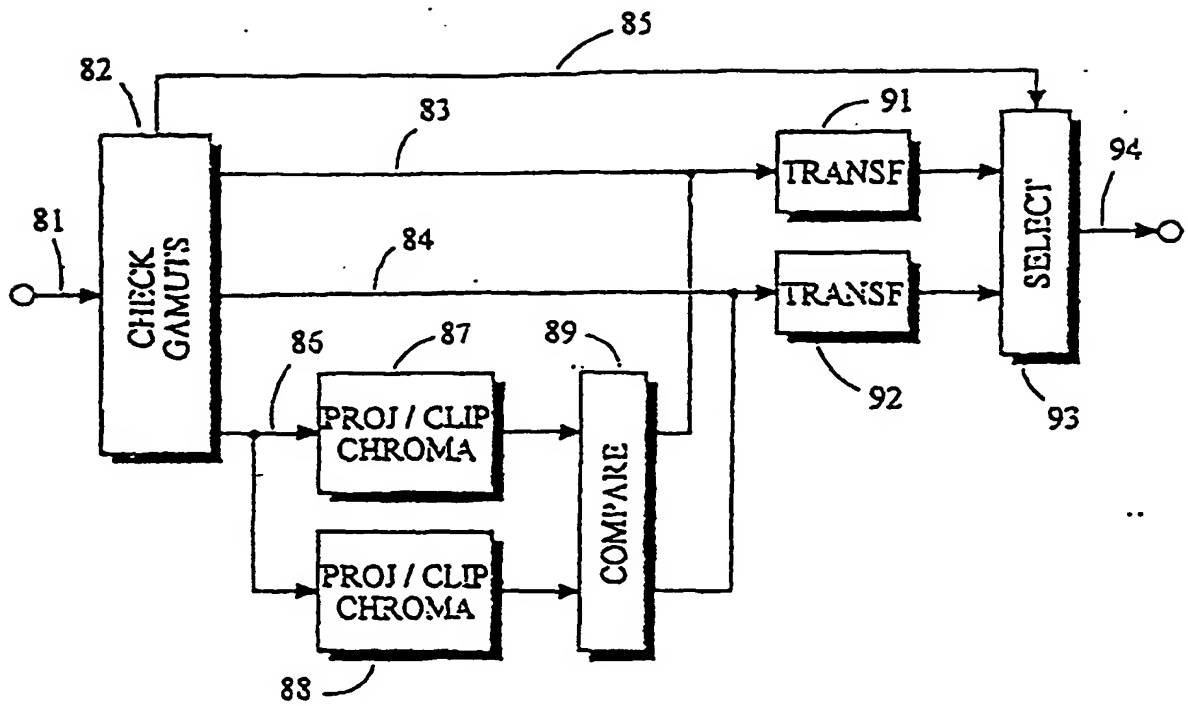 85
82
83
91
94
TRANSF
81
CHECK
GAMUTS
84
SELECT
TRANSF
86
87
89
92
93
PROJ / CLIP
CHROMA
COMPARE
PROJ / CLIP
CHROMA
88